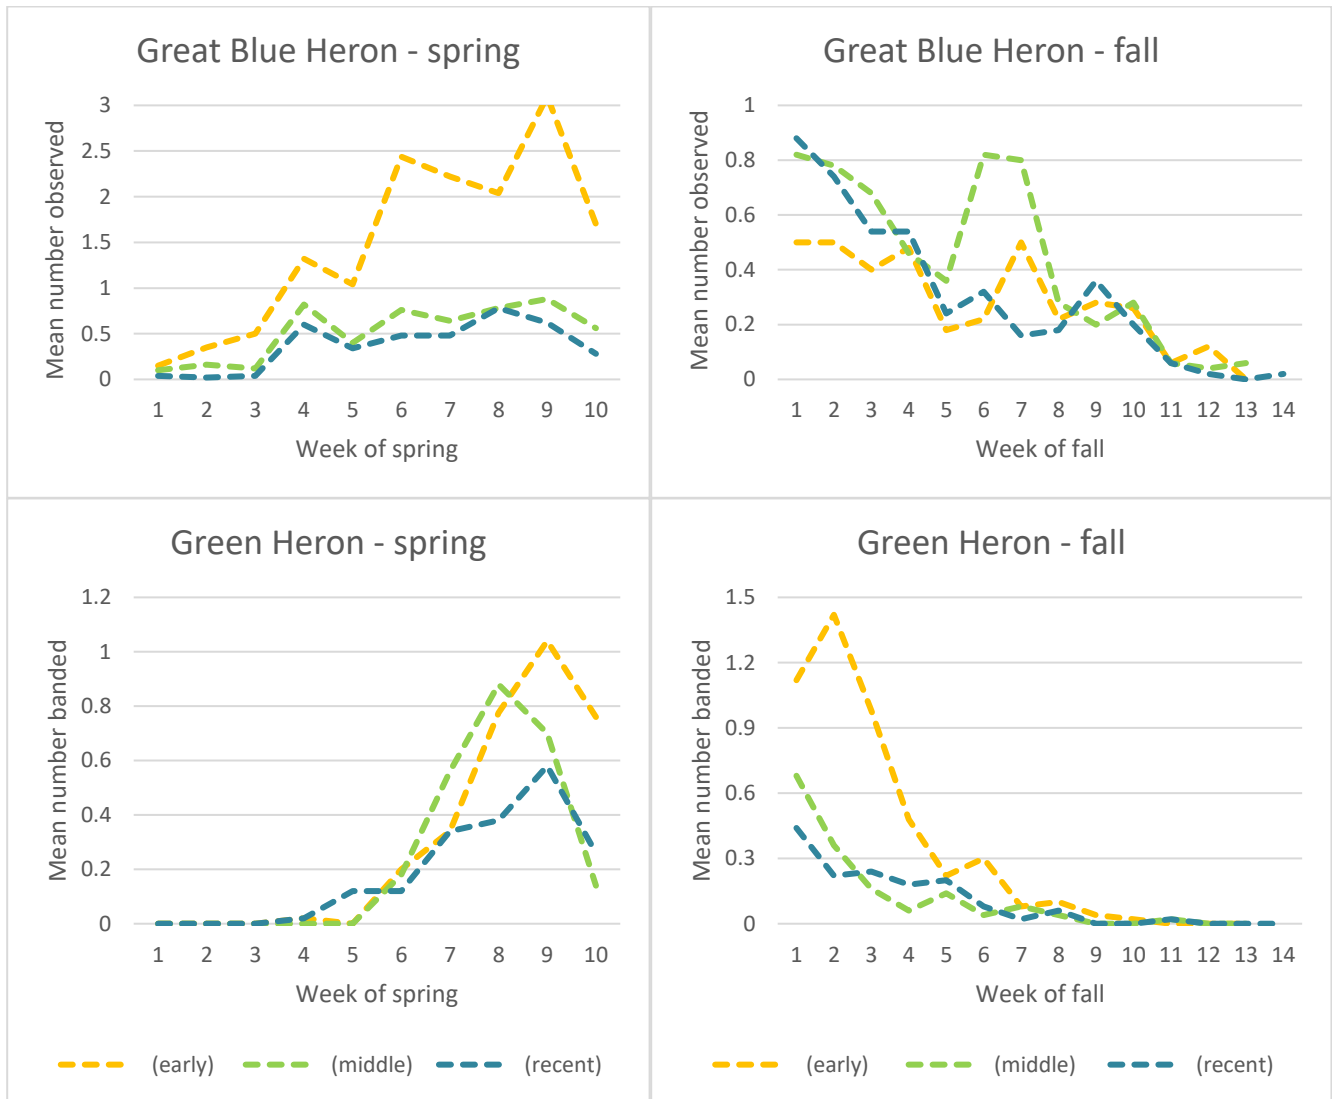 Great Blue Heron - spring
Mean number observed
3
2.5
2
1.5
1
0.5
0
1 2 3 4 5 6 7 8 9 10
Week of spring
Great Blue Heron - fall
Mean number observed
1
0.8
0.6
0.4
0.2
0
1 2 3 4 5 6 7 8 9 10 11 12 13 14
Week of fall
Green Heron - spring
Mean number banded
1.2
1
0.8
0.6
0.4
0.2
0
1 2 3 4 5 6 7 8 9 10
Week of spring
(early) (middle) (recent)
Green Heron - fall
Mean number banded
1.5
1.2
0.9
0.6
0.3
0
1 2 3 4 5 6 7 8 9 10 11 12 13 14
Week of fall
(early) (middle) (recent)